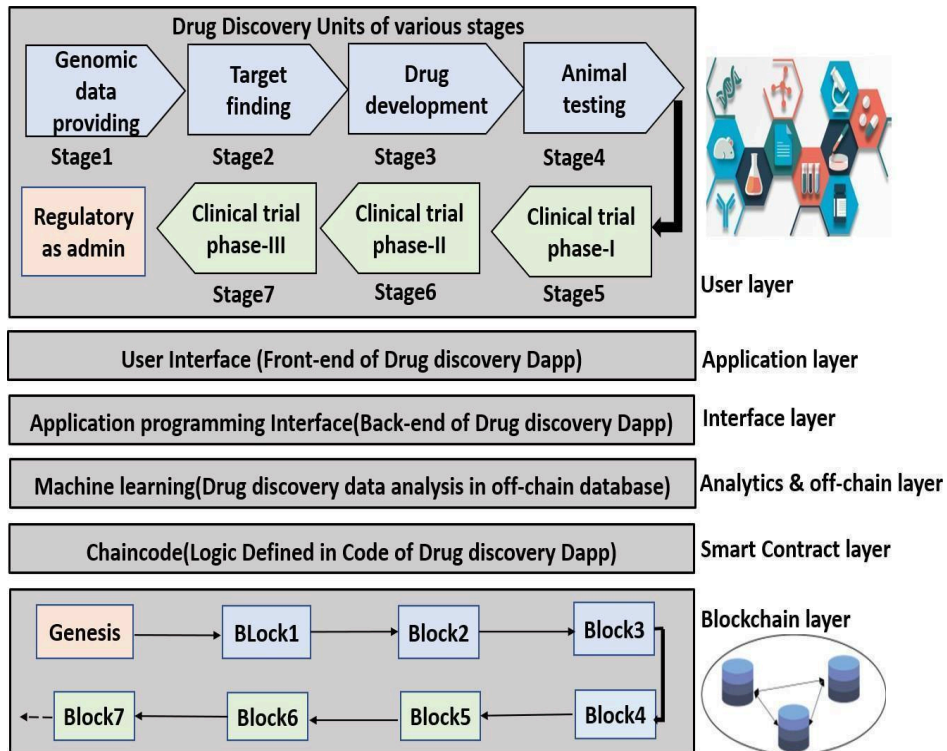 Drug Discovery Units of various stages
Genomic
data
providing
Target
finding
Drug
development
Animal
testing
Stage1
Stage2
Stage3
Stage4
Regulatory
as admin
Clinical trial
phase-III
Clinical trial
phase-II
Clinical trial
phase-I
Stage7
Stage6
Stage5
User layer
User Interface (Front-end of Drug discovery Dapp)
Application layer
Application programming Interface(Back-end of Drug discovery Dapp)
Interface layer
Machine learning(Drug discovery data analysis in off-chain database)
Analytics & off-chain layer
Chaincode(Logic Defined in Code of Drug discovery Dapp)
Smart Contract layer
Blockchain layer
Genesis
BLock1
Block2
Block3
Block7
Block6
Block5
Block4